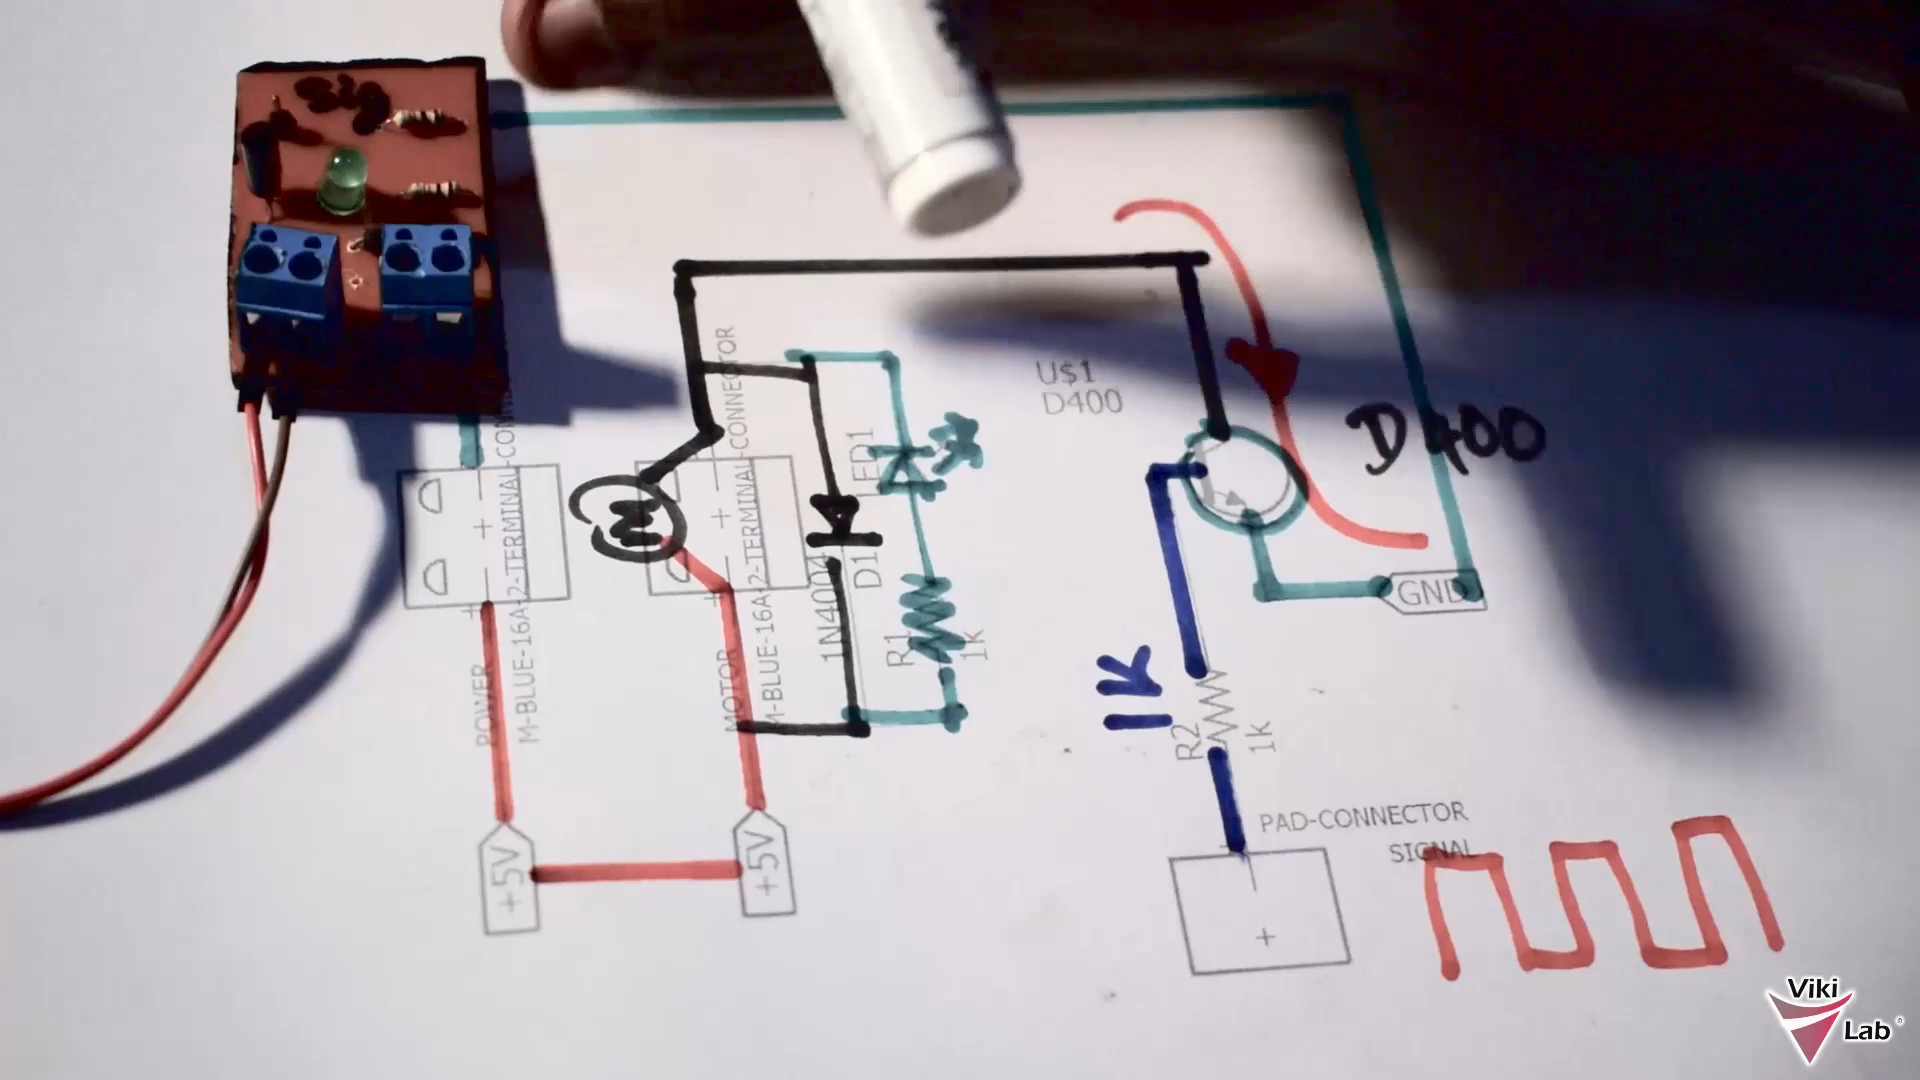 Sig
U$1
D400
D400
M
LED1
D1
1N4004
R1
1k
POWER
M-BLUE-16A-2-TERMINAL-CONNECTOR
MOTOR
M-BLUE-16A-2-TERMINAL-CONNECTOR
GND
1K
R2
1k
+5V
+5V
PAD-CONNECTOR
SIGNAL
Viki
Lab